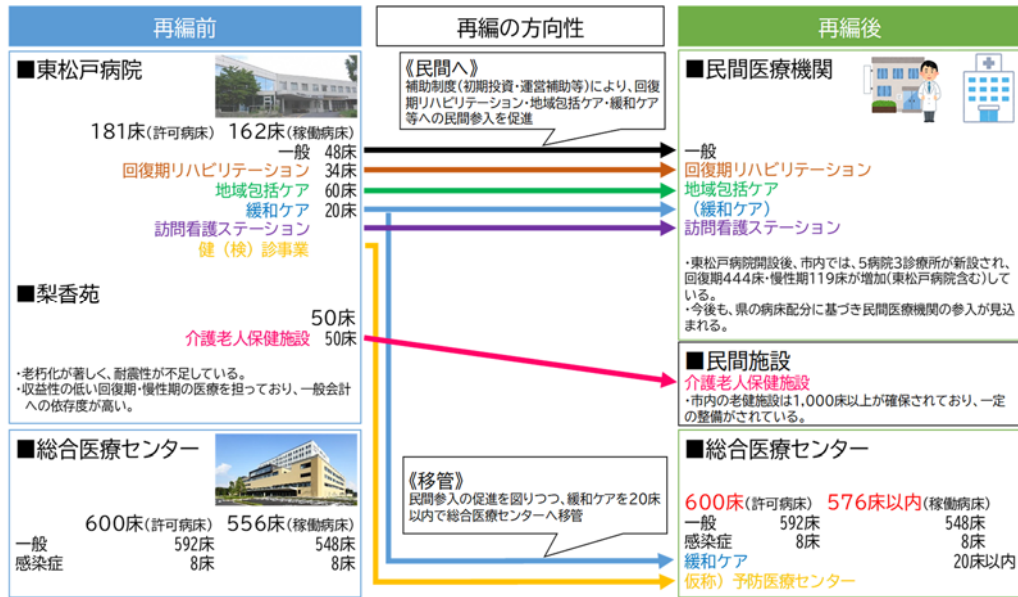 再編前
再編の方向性
再編後
■東松戸病院
181床(許可病床) 162床(稼働病床)
一般 48床
回復期リハビリテーション 34床
地域包括ケア 60床
緩和ケア 20床
訪問看護ステーション
健（検）診事業
■梨香苑
50床
介護老人保健施設 50床
・老朽化が著しく、耐震性が不足している。
・収益性の低い回復期・慢性期の医療を担っており、一般会計
への依存度が高い。
■総合医療センター
600床(許可病床) 556床(稼働病床)
一般 592床 548床
感染症 8床 8床
《民間へ》
補助制度(初期投資・運営補助等)により、回復
期リハビリテーション・地域包括ケア・緩和ケア
等への民間参入を促進
《移管》
民間参入の促進を図りつつ、緩和ケアを20床
以内で総合医療センターへ移管
■民間医療機関
一般
回復期リハビリテーション
地域包括ケア
（緩和ケア）
訪問看護ステーション
・東松戸病院開設後、市内では、5病院3診療所が新設され、
回復期444床・慢性期119床が増加(東松戸病院含む)して
いる。
・今後も、県の病床配分に基づき民間医療機関の参入が見込
まれる。
■民間施設
介護老人保健施設
・市内の老健施設は1,000床以上が確保されており、一定
の整備がされている。
■総合医療センター
600床(許可病床) 576床以内(稼働病床)
一般 592床 548床
感染症 8床 8床
緩和ケア 20床以内
仮称）予防医療センター